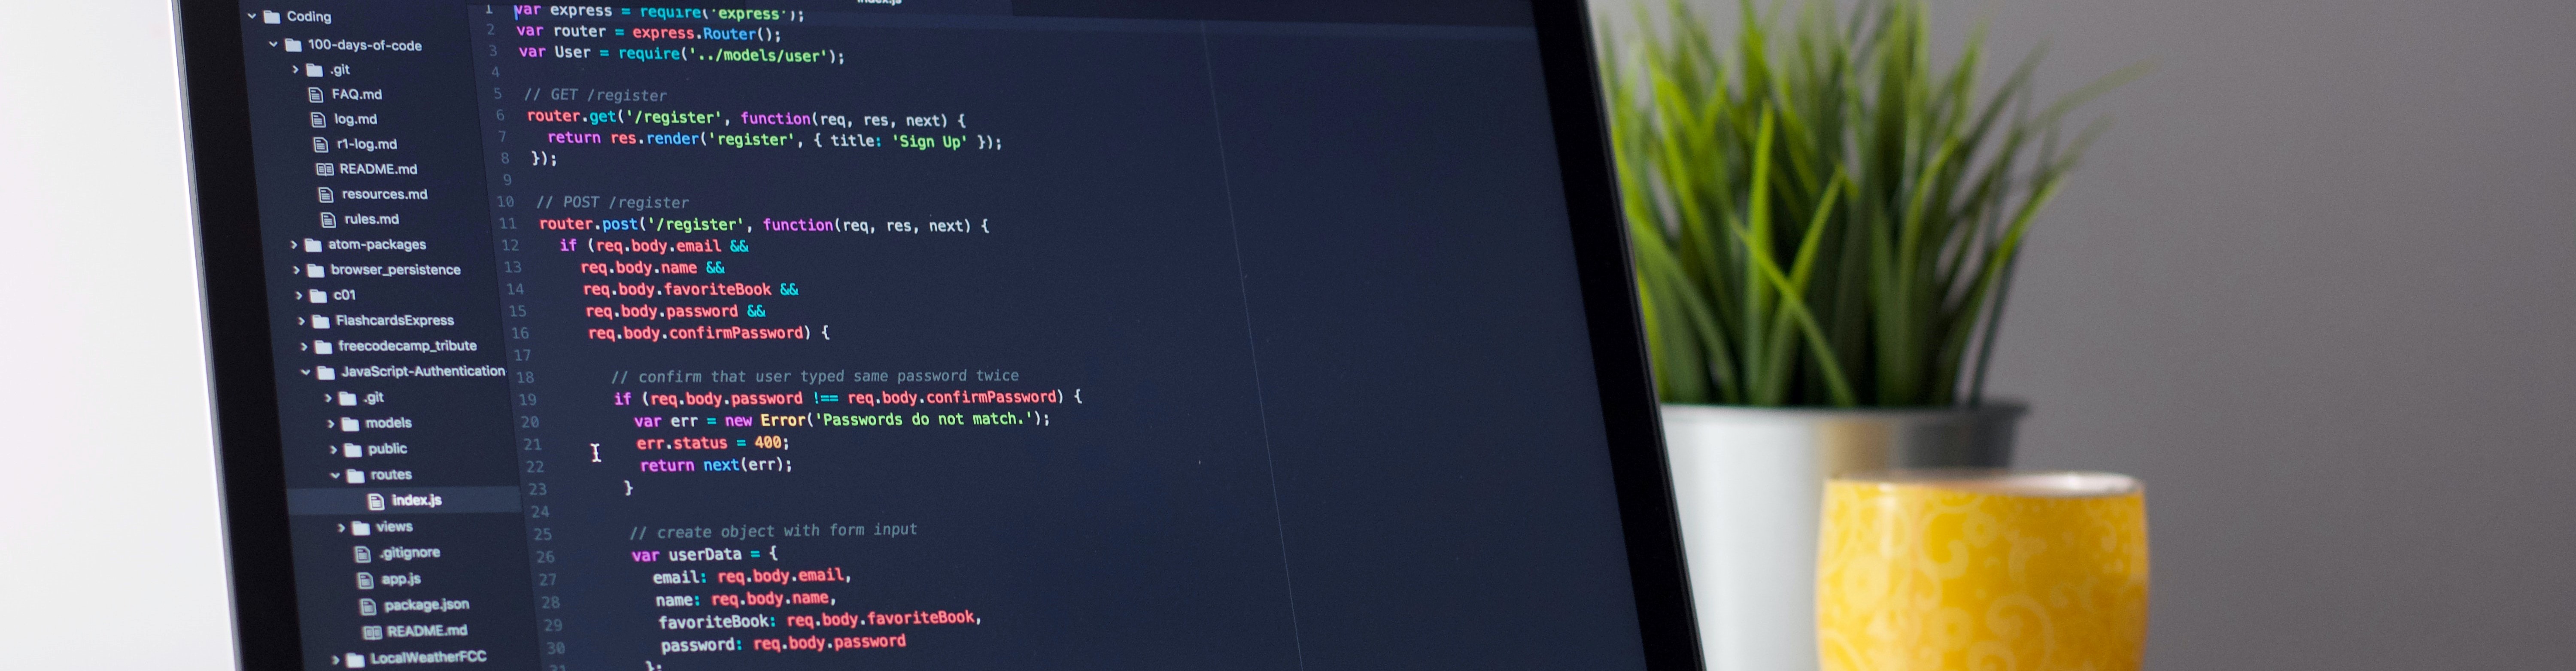 Coding
100-days-of-code
.git
FAQ.md
log.md
r1-log.md
README.md
resources.md
rules.md
atom-packages
browser_persistence
c01
FlashcardsExpress
freecodecamp_tribute
JavaScript-Authentication
.git
models
public
routes
index.js
views
.gitignore
app.js
package.json
README.md
LocalWeatherFCC
index.js
1 var express = require('express');
2 var router = express.Router();
3 var User = require('../models/user');
4
5 // GET /register
6 router.get('/register', function(req, res, next) {
7 return res.render('register', { title: 'Sign Up' });
8 });
9
10 // POST /register
11 router.post('/register', function(req, res, next) {
12 if (req.body.email &&
13 req.body.name &&
14 req.body.favoriteBook &&
15 req.body.password &&
16 req.body.confirmPassword) {
17
18 // confirm that user typed same password twice
19 if (req.body.password !== req.body.confirmPassword) {
20 var err = new Error('Passwords do not match.');
21 err.status = 400;
22 return next(err);
23 }
24
25 // create object with form input
26 var userData = {
27 email: req.body.email,
28 name: req.body.name,
29 favoriteBook: req.body.favoriteBook,
30 password: req.body.password
31 };